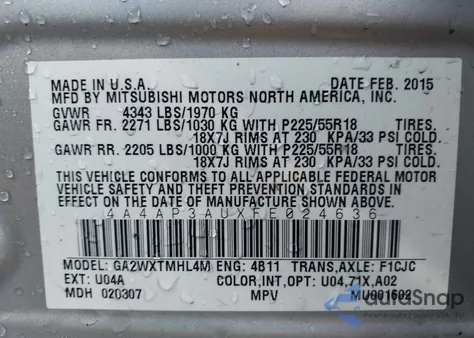 MADE IN U.S.A. DATE FEB. 2015
MFD BY MITSUBISHI MOTORS NORTH AMERICA, INC.
GVWR 4343 LBS/1970 KG
GAWR FR. 2271 LBS/1030 KG WITH P225/55R18 TIRES.
18X7J RIMS AT 230 KPA/33 PSI COLD.
GAWR RR. 2205 LBS/1000 KG WITH P225/55R18 TIRES.
18X7J RIMS AT 230 KPA/33 PSI COLD.
THIS VEHICLE CONFORMS TO ALL APPLICABLE FEDERAL MOTOR
VEHICLE SAFETY AND THEFT PREVENTION STANDARDS IN
EFFECT ON THE DATE OF MANUFACTURE SHOWN ABOVE.
4A4AP3AUXFE024636
MODEL: GA2WXTMHL4M ENG: 4B11 TRANS,AXLE: F1CJC
EXT: U04A COLOR,INT,OPT: U04,71X,A02
MDH 020307 MPV MU001602
AutoSnap